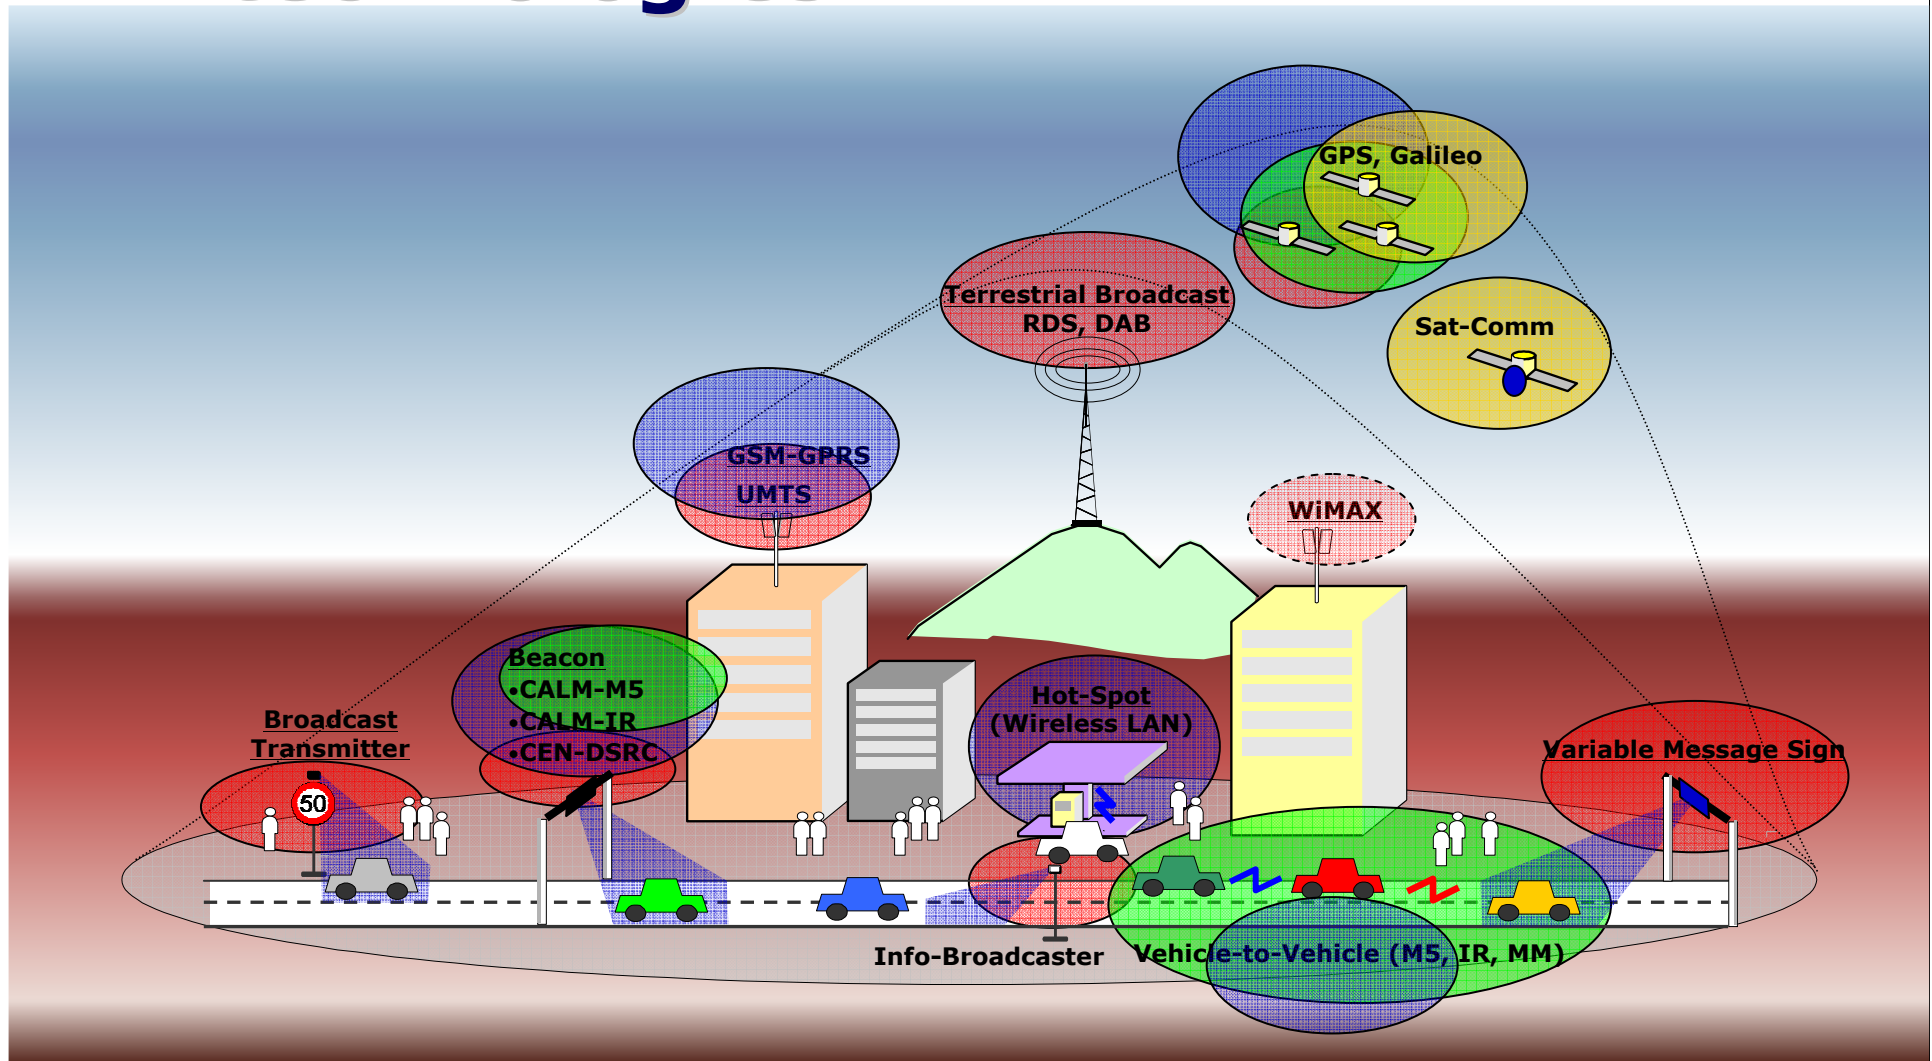 GPS, Galileo
Terrestrial Broadcast
RDS, DAB
Sat-Comm
GSM-GPRS
UMTS
WiMAX
Beacon
•CALM-M5
•CALM-IR
•CEN-DSRC
Hot-Spot
(Wireless LAN)
Broadcast
Transmitter
Variable Message Sign
50
Info-Broadcaster
Vehicle-to-Vehicle (M5, IR, MM)